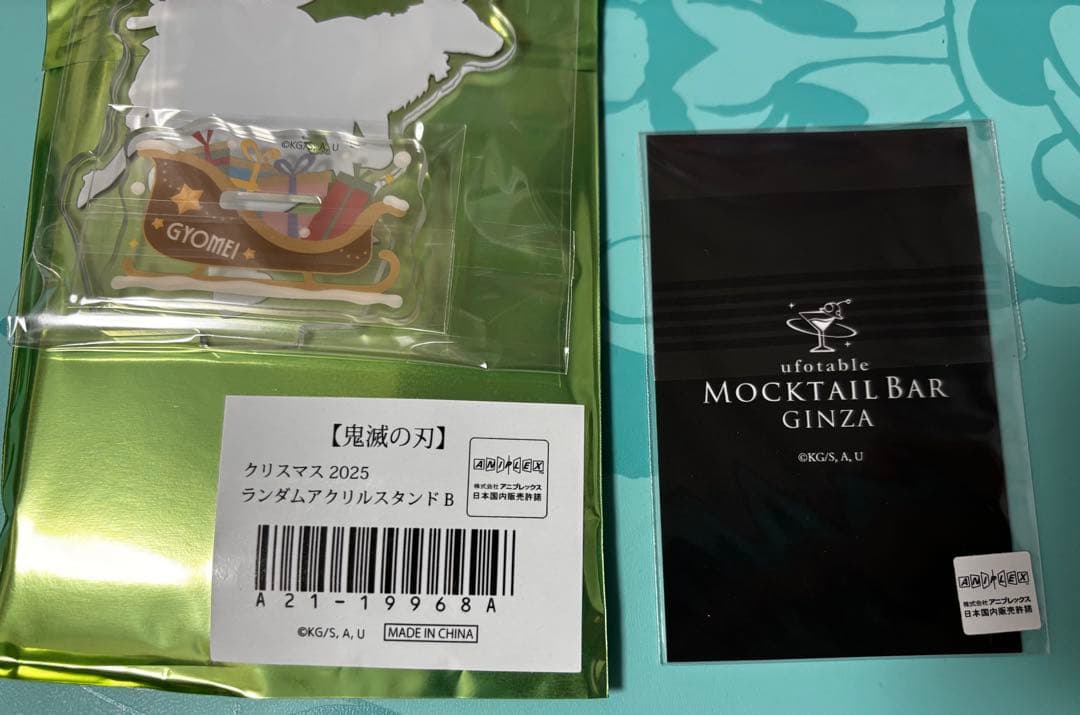 ©KG/S, A, U
GYOMEI
【鬼滅の刃】
クリスマス 2025
ランダムアクリルスタンド B
ANIPLEX
株式会社 アニプレックス
日本国内販売許諾
A21-19968A
©KG/S, A, U
MADE IN CHINA
ufotable
MOCKTAIL BAR
GINZA
©KG/S, A, U
ANIPLEX
株式会社 アニプレックス
日本国内販売許諾